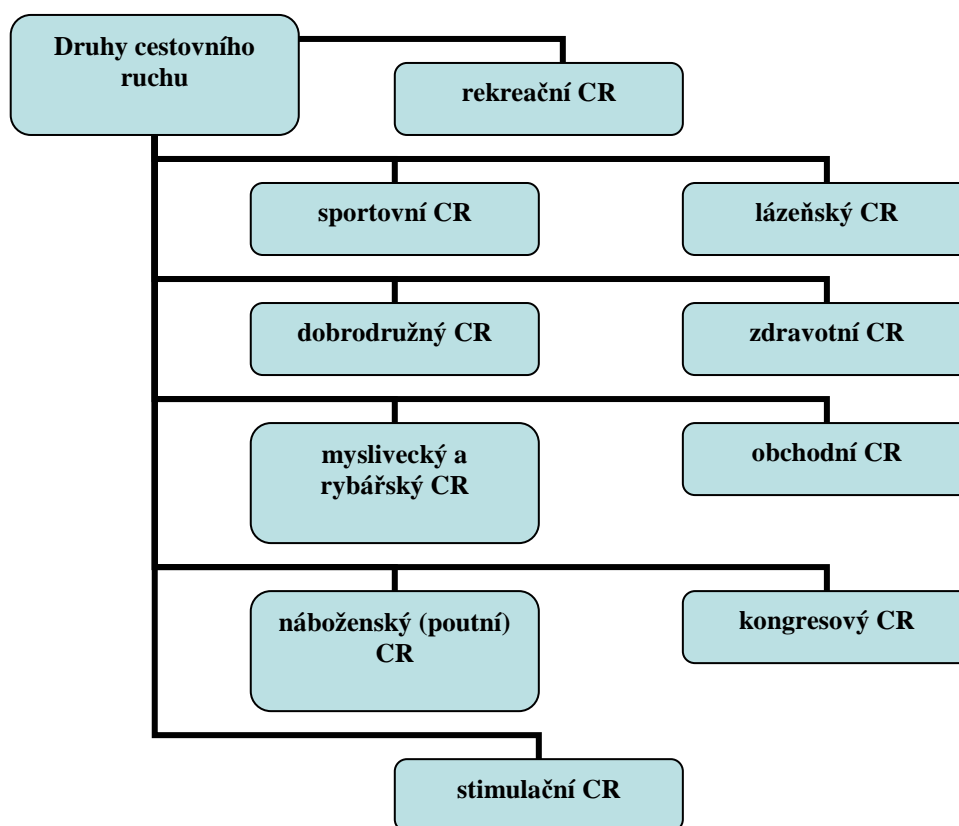 Druhy cestovního
ruchu
rekreační CR
sportovní CR
lázeňský CR
dobrodružný CR
zdravotní CR
myslivecký a
rybářský CR
obchodní CR
náboženský (poutní)
CR
kongresový CR
stimulační CR